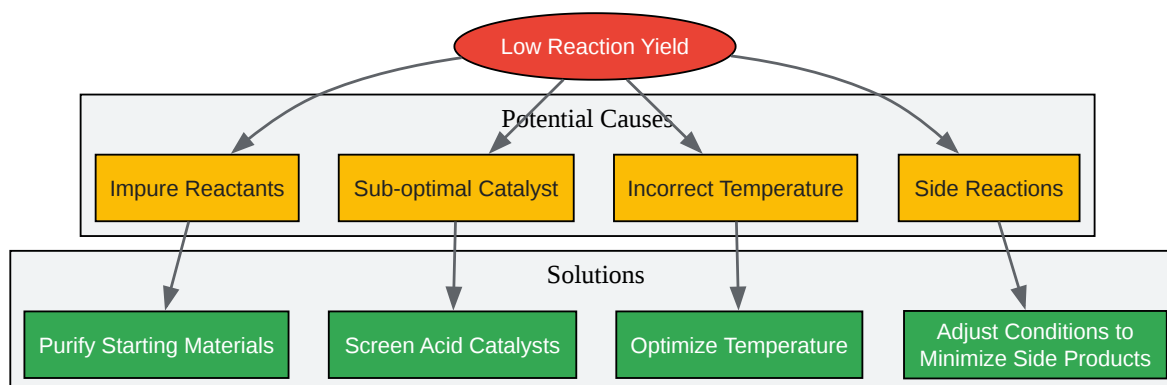 Low Reaction Yield
Potential Causes
Impure Reactants
Sub-optimal Catalyst
Incorrect Temperature
Side Reactions
Solutions
Purify Starting Materials
Screen Acid Catalysts
Optimize Temperature
Adjust Conditions to
Minimize Side Products